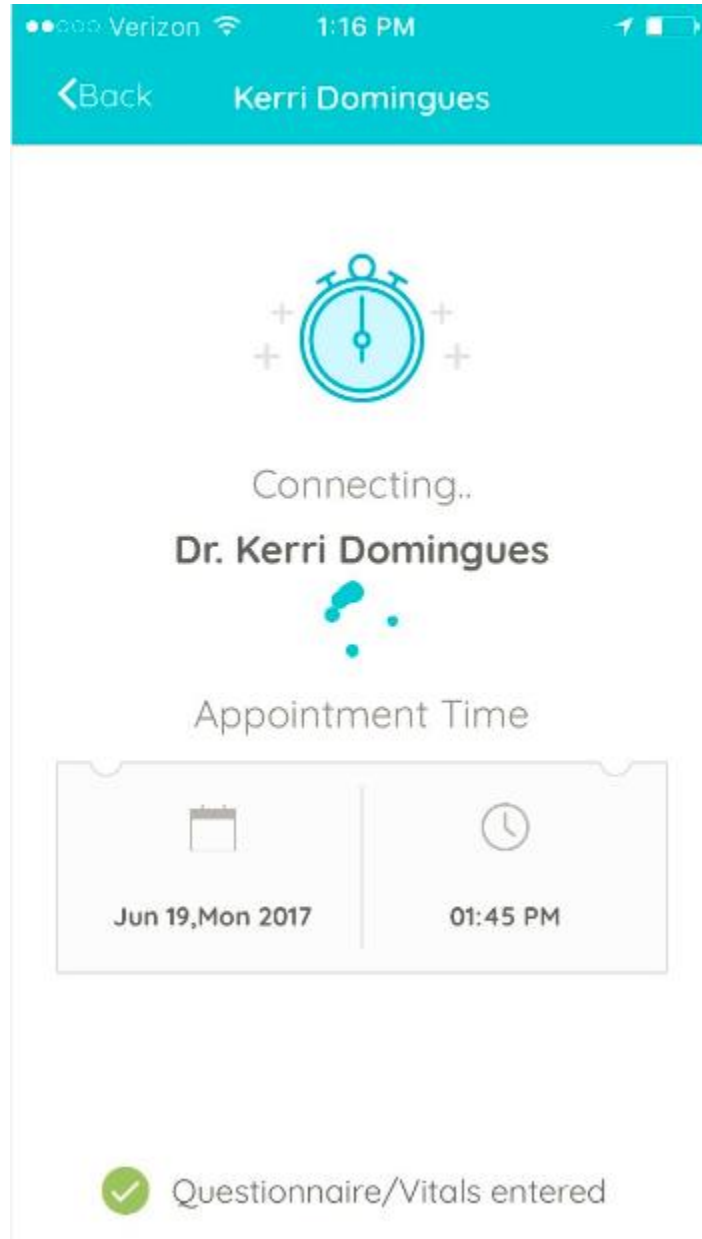 Verizon 1:16 PM
Back Kerri Domingues
Connecting..
Dr. Kerri Domingues
Appointment Time
Jun 19,Mon 2017 01:45 PM
Questionnaire/Vitals entered